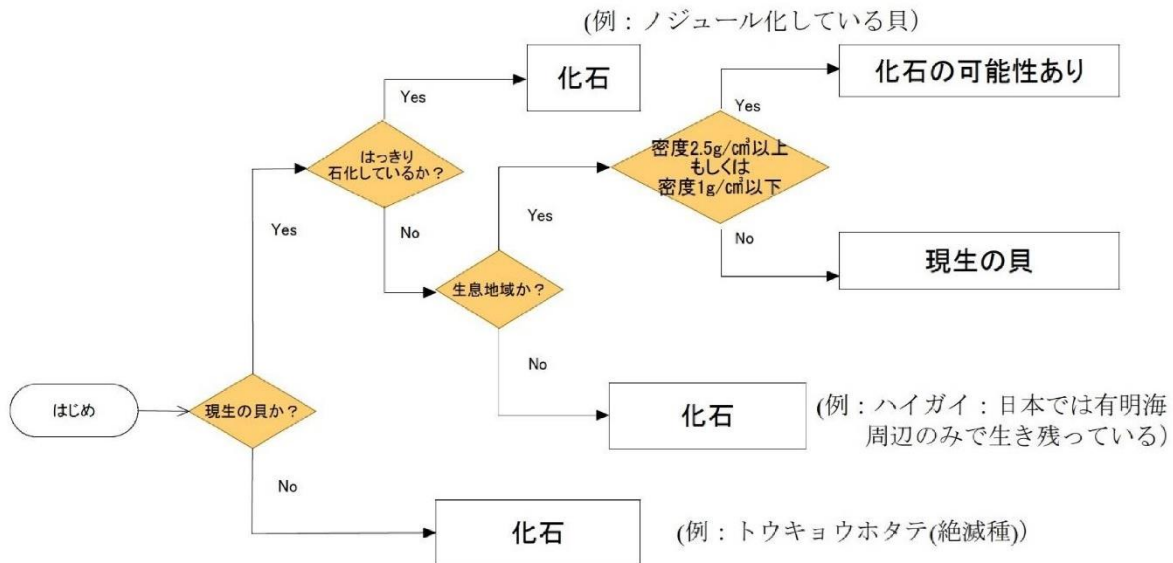 (例：ノジュール化している貝)
化石
化石の可能性あり
Yes
Yes
はっきり
石化しているか？
密度2.5g/c㎥以上
もしくは
密度1g/c㎥以下
Yes
Yes
No
No
生息地域か？
現生の貝
No
はじめ
現生の貝か？
化石
(例：ハイガイ：日本では有明海
周辺のみで生き残っている)
No
化石
(例：トウキョウホタテ(絶滅種))